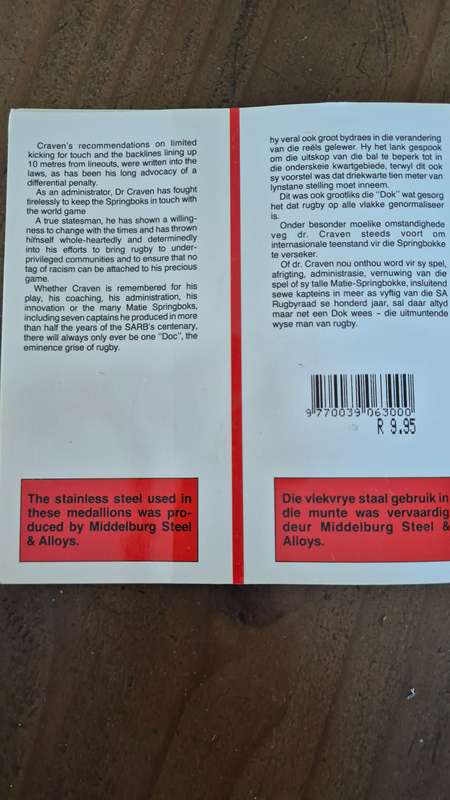 Craven's recommendations on limited
kicking for touch and the backlines lining up
10 metres from lineouts, were written into the
laws, as has been his long advocacy of a
differential penalty.
As an administrator, Dr Craven has fought
tirelessly to keep the Springboks in touch with
the world game
A true statesman, he has shown a willing-
ness to change with the times and has thrown
himself whole-heartedly and determinedly
into his efforts to bring rugby to under-
privileged communities and to ensure that no
tag of racism can be attached to his precious
game.
Whether Craven is remembered for his
play, his coaching, his administration, his
innovation or the many Matie Springboks,
including seven captains he produced in more
than half the years of the SARB's centenary,
there will always only ever be one "Doc", the
eminence grise of rugby.
The stainless steel used in
these medallions was pro-
duced by Middelburg Steel
& Alloys.
hy veral ook groot bydraes in die verandering
van die reëls gelewer. Hy het lank gespook
om die uitskop van die bal te beperk tot in
die onderskeie kwartgebiede, terwyl dit ook
sy voorstel was dat driekwarte tien meter van
lynstane stelling moet inneem.
Dit was ook grootliks die "Dok" wat gesorg
het dat rugby op alle vlakke genormaliseer
is.
Onder besonder moelike omstandighede
veg dr. Craven steeds voort om
internasionale teenstand vir die Springbokke
te verseker.
Of dr. Craven nou onthou word vir sy spel,
afrigting, administrasie, vernuwing van die
spel of sy talle Matie-Springbokke, insluitend
sewe kapteins in meer as vyftig van die SA
Rugbyraad se honderd jaar, sal daar altyd
maar net een Dok wees – die uitmuntende
wyse man van rugby.
9 770039 063000
R 9.95
Die vlekvrye staal gebruik in
die munte was vervaardig
deur Middelburg Steel &
Alloys.